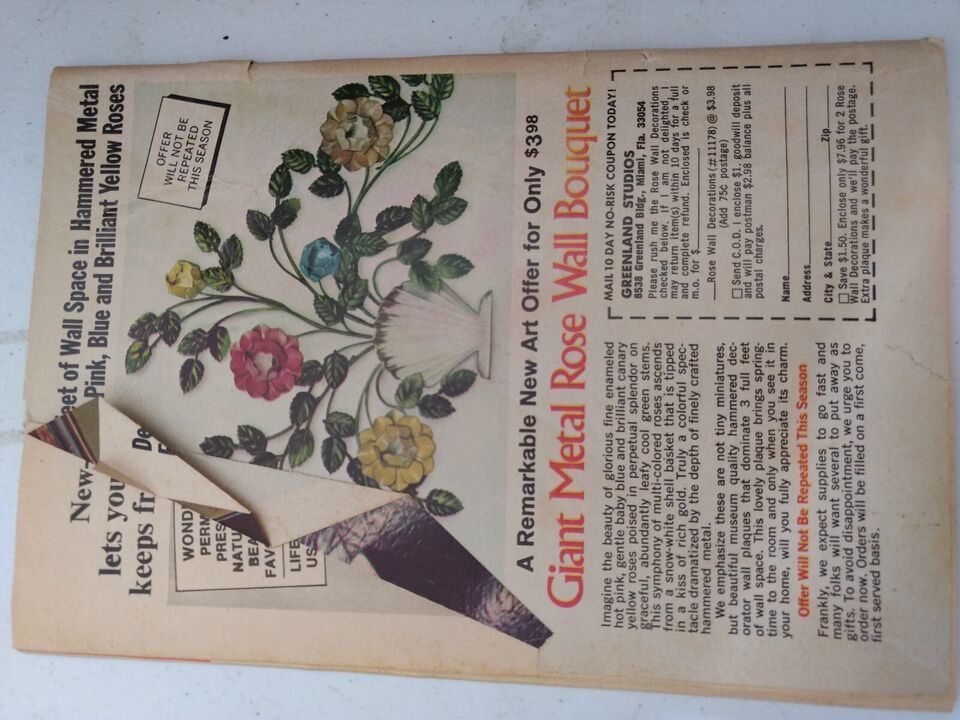 New-
eet of Wall Space in Hammered Metal
lets you
Pink, Blue and Brilliant Yellow Roses
keeps fr
De
OFFER
WILL NOT BE
REPEATED
THIS SEASON
WOND
PERM
PRES
NATU
BEA
FAV
LIFE
US
A Remarkable New Art Offer for Only $3.98
Giant Metal Rose Wall Bouquet
Imagine the beauty of glorious fine enameled
hot pink, gentle baby blue and brilliant canary
yellow roses poised in perpetual splendor on
graceful, abundantly leafy cool green stems.
This symphony of multi-colored roses ascends
from a snow-white shell basket that is tipped
in a kiss of rich gold. Truly a colorful spec-
tacle dramatized by the depth of finely crafted
hammered metal.
We emphasize these are not tiny miniatures,
but beautiful museum quality hammered dec-
orator wall plaques that dominate 3 full feet
of wall space. This lovely plaque brings spring-
time to the room and only when you see it in
your home, will you fully appreciate its charm.
Offer Will Not Be Repeated This Season
Frankly, we expect supplies to go fast and
many folks will want several to put away as
gifts. To avoid disappointment, we urge you to
order now. Orders will be filled on a first come,
first served basis.
MAIL 10 DAY NO-RISK COUPON TODAY!
GREENLAND STUDIOS
8538 Greenland Bldg., Miami, Fla. 33054
Please rush me the Rose Wall Decorations
checked below. If I am not delighted, I
may return item(s) within 10 days for a full
and complete refund. Enclosed is check or
m.o. for $
Rose Wall Decorations (#11178) @ $3.98
(Add 75c postage)
Send C.O.D. I enclose $1. goodwill deposit
and will pay postman $2.98 balance plus all
postal charges.
Name
Address
City & State Zip
Save $1.50. Enclose only $7.96 for 2 Rose
Wall Decorations and we'll pay the postage.
Extra plaque makes a wonderful gift.